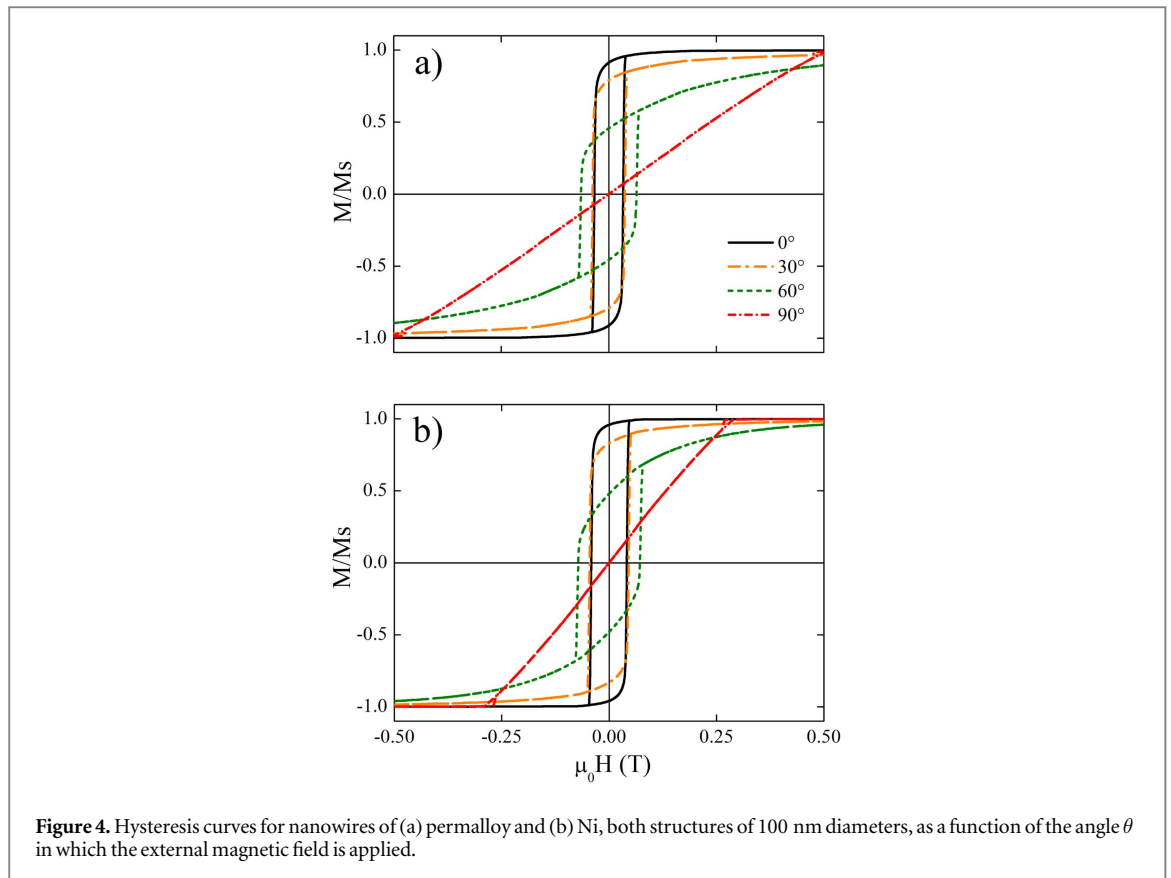 a)
1.0
0.5
0.0
-0.5
-1.0
M/Ms
0°
30°
60°
90°
b)
1.0
0.5
0.0
-0.5
-1.0
M/Ms
-0.50 -0.25 0.00 0.25 0.50
μ₀H (T)
Figure 4. Hysteresis curves for nanowires of (a) permalloy and (b) Ni, both structures of 100 nm diameters, as a function of the angle θ
in which the external magnetic field is applied.